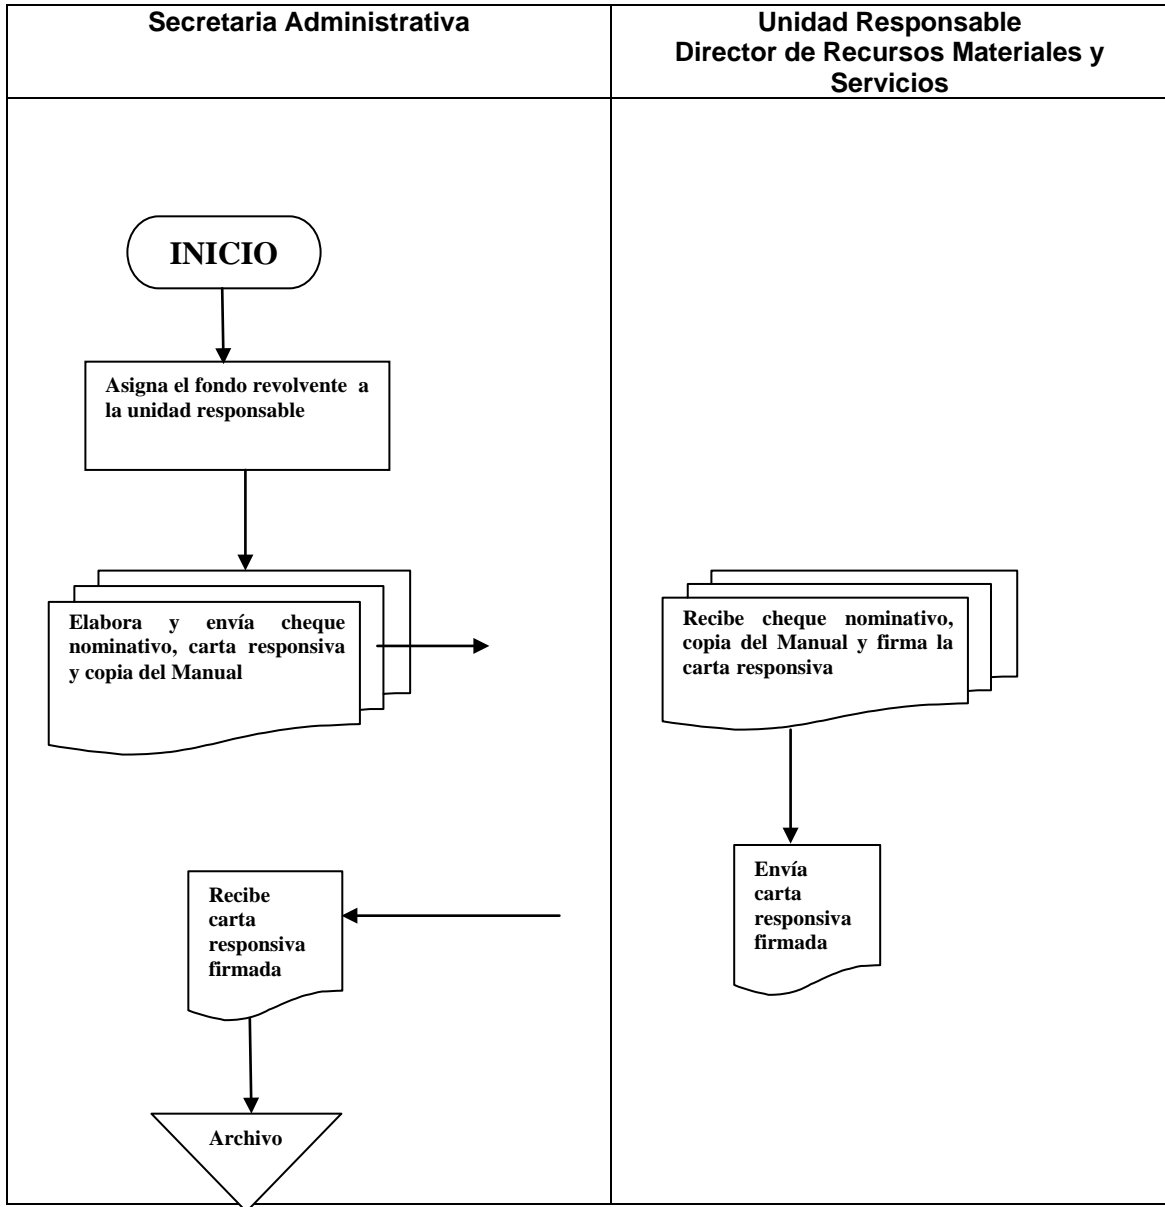 Secretaria Administrativa
Unidad Responsable
Director de Recursos Materiales y
Servicios
INICIO
Asigna el fondo revolvente a
la unidad responsable
Elabora y envía cheque
nominativo, carta responsiva
y copia del Manual
Recibe cheque nominativo,
copia del Manual y firma la
carta responsiva
Envía
carta
responsiva
firmada
Recibe
carta
responsiva
firmada
Archivo